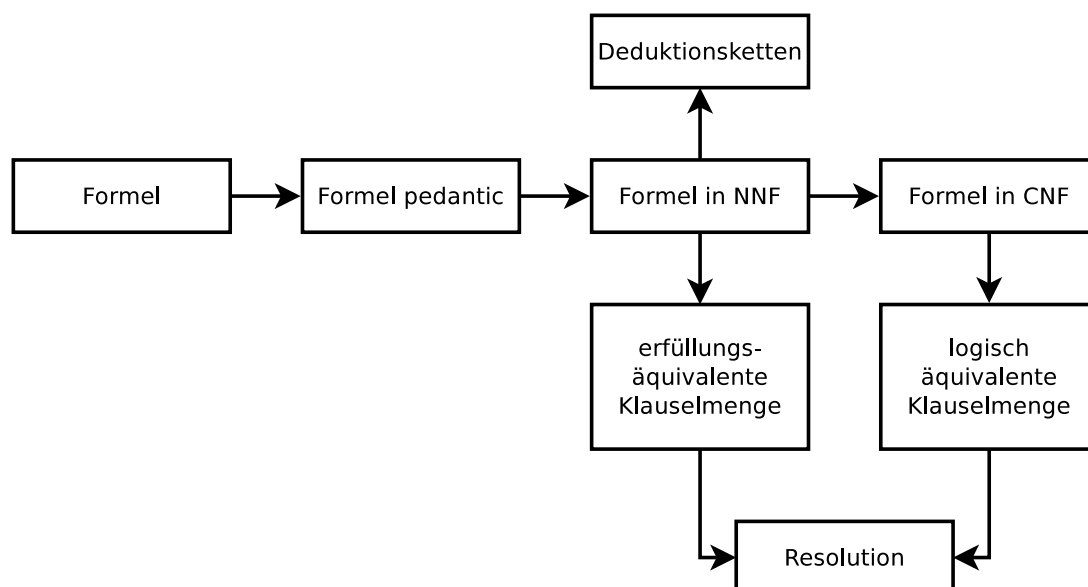 Deduktionsketten
Formel
Formel pedantic
Formel in NNF
Formel in CNF
erfüllungs-
äquivalente
Klauselmenge
logisch
äquivalente
Klauselmenge
Resolution